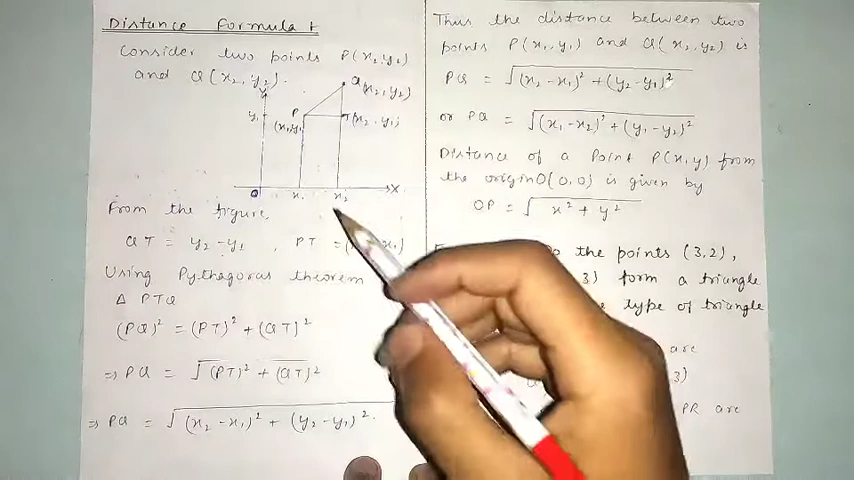 Distance Formula
Consider two points P(x₂,y₂)
and Q(x₂,y₂).
Q(x₂,y₂)
Y
y₁
P
(x₁,y₁)
T(x₂,y₁)
O
x₁
x₂
X
From the figure,
QT = y₂-y₁ , PT =
Using Pythagoras theorem
Δ PTQ
(PQ)² = (PT)² + (QT)²
⇒ PQ = √(PT)² + (QT)²
⇒ PQ = √(x₂-x₁)² + (y₂-y₁)².
Thus the distance between two
points P(x₁,y₁) and Q(x₂,y₂) is
PQ = √(x₂-x₁)² + (y₂-y₁)²
or PQ = √(x₁-x₂)² + (y₁-y₂)²
Distance of a Point P(x,y) from
the origin O(0,0) is given by
OP = √x² + y²
the points (3,2),
3) form a triangle
type of triangle
are
3)
PR are